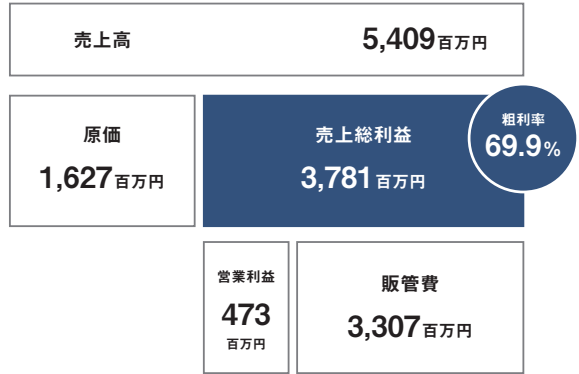 売上高 5,409百万円
粗利率
69.9%
原価
1,627百万円
売上総利益
3,781百万円
営業利益
473
百万円
販管費
3,307百万円